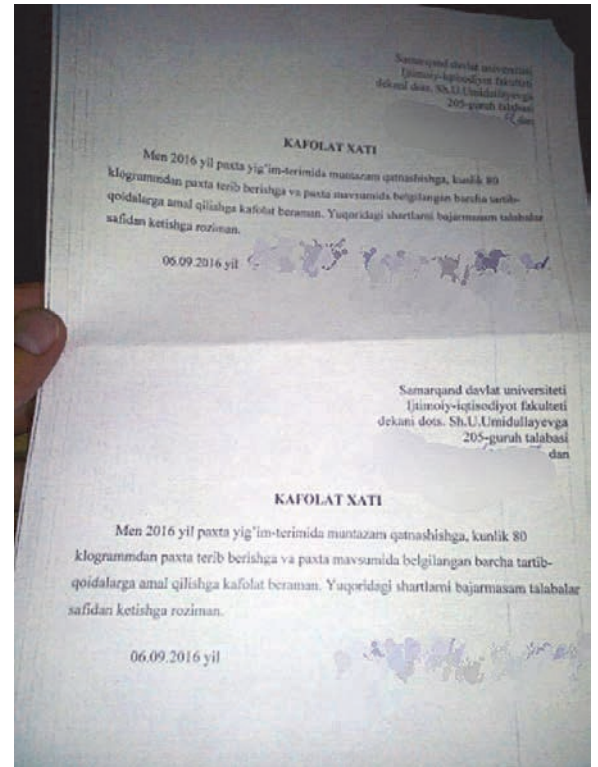 Samarqand davlat universiteti
Ijtimoiy-iqtisodiyot fakulteti
dekani dots. Sh.U.Umidullayevga
205-guruh talabasi
dan
KAFOLAT XATI
Men 2016 yil paxta yig'im-terimida muntazam qatnashishga, kunlik 80
klogrammdan paxta terib berishga va paxta mavsumida belgilangan barcha tartib-
qoidalarga amal qilishga kafolat beraman. Yuqoridagi shartlarni bajarmasam talabalar
safidan ketishga roziman.
06.09.2016 yil
Samarqand davlat universiteti
Ijtimoiy-iqtisodiyot fakulteti
dekani dots. Sh.U.Umidullayevga
205-guruh talabasi
dan
KAFOLAT XATI
Men 2016 yil paxta yig'im-terimida muntazam qatnashishga, kunlik 80
klogrammdan paxta terib berishga va paxta mavsumida belgilangan barcha tartib-
qoidalarga amal qilishga kafolat beraman. Yuqoridagi shartlarni bajarmasam talabalar
safidan ketishga roziman.
06.09.2016 yil